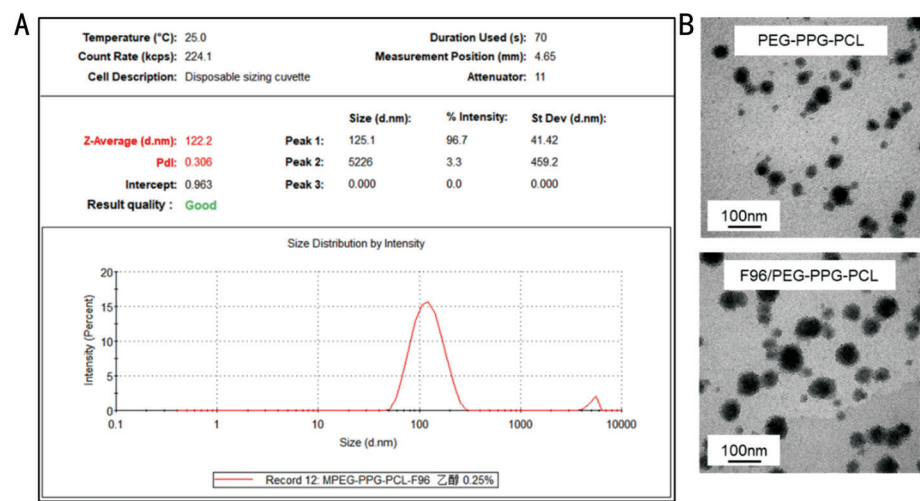 A
Temperature (°C): 25.0 Duration Used (s): 70
Count Rate (kcps): 224.1 Measurement Position (mm): 4.65
Cell Description: Disposable sizing cuvette Attenuator: 11
Size (d.nm): % Intensity: St Dev (d.nm):
Z-Average (d.nm): 122.2 Peak 1: 125.1 96.7 41.42
PdI: 0.306 Peak 2: 5226 3.3 459.2
Intercept: 0.963 Peak 3: 0.000 0.0 0.000
Result quality : Good
Size Distribution by Intensity
Intensity (Percent)
20
15
10
5
0
0.1 1 10 100 1000 10000
Size (d.nm)
Record 12: MPEG-PPG-PCL-F96 乙醇 0.25%
B
PEG-PPG-PCL
100nm
F96/PEG-PPG-PCL
100nm